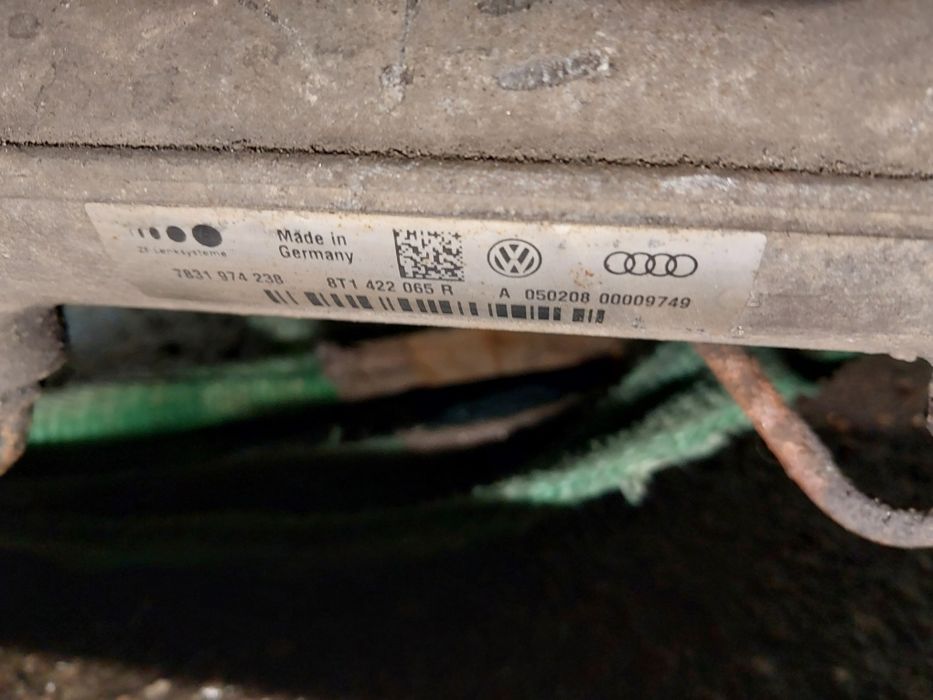 ZF Lenksysteme
Made in
Germany
7831 974 238
8T1 422 065 R
A 050208 00009749